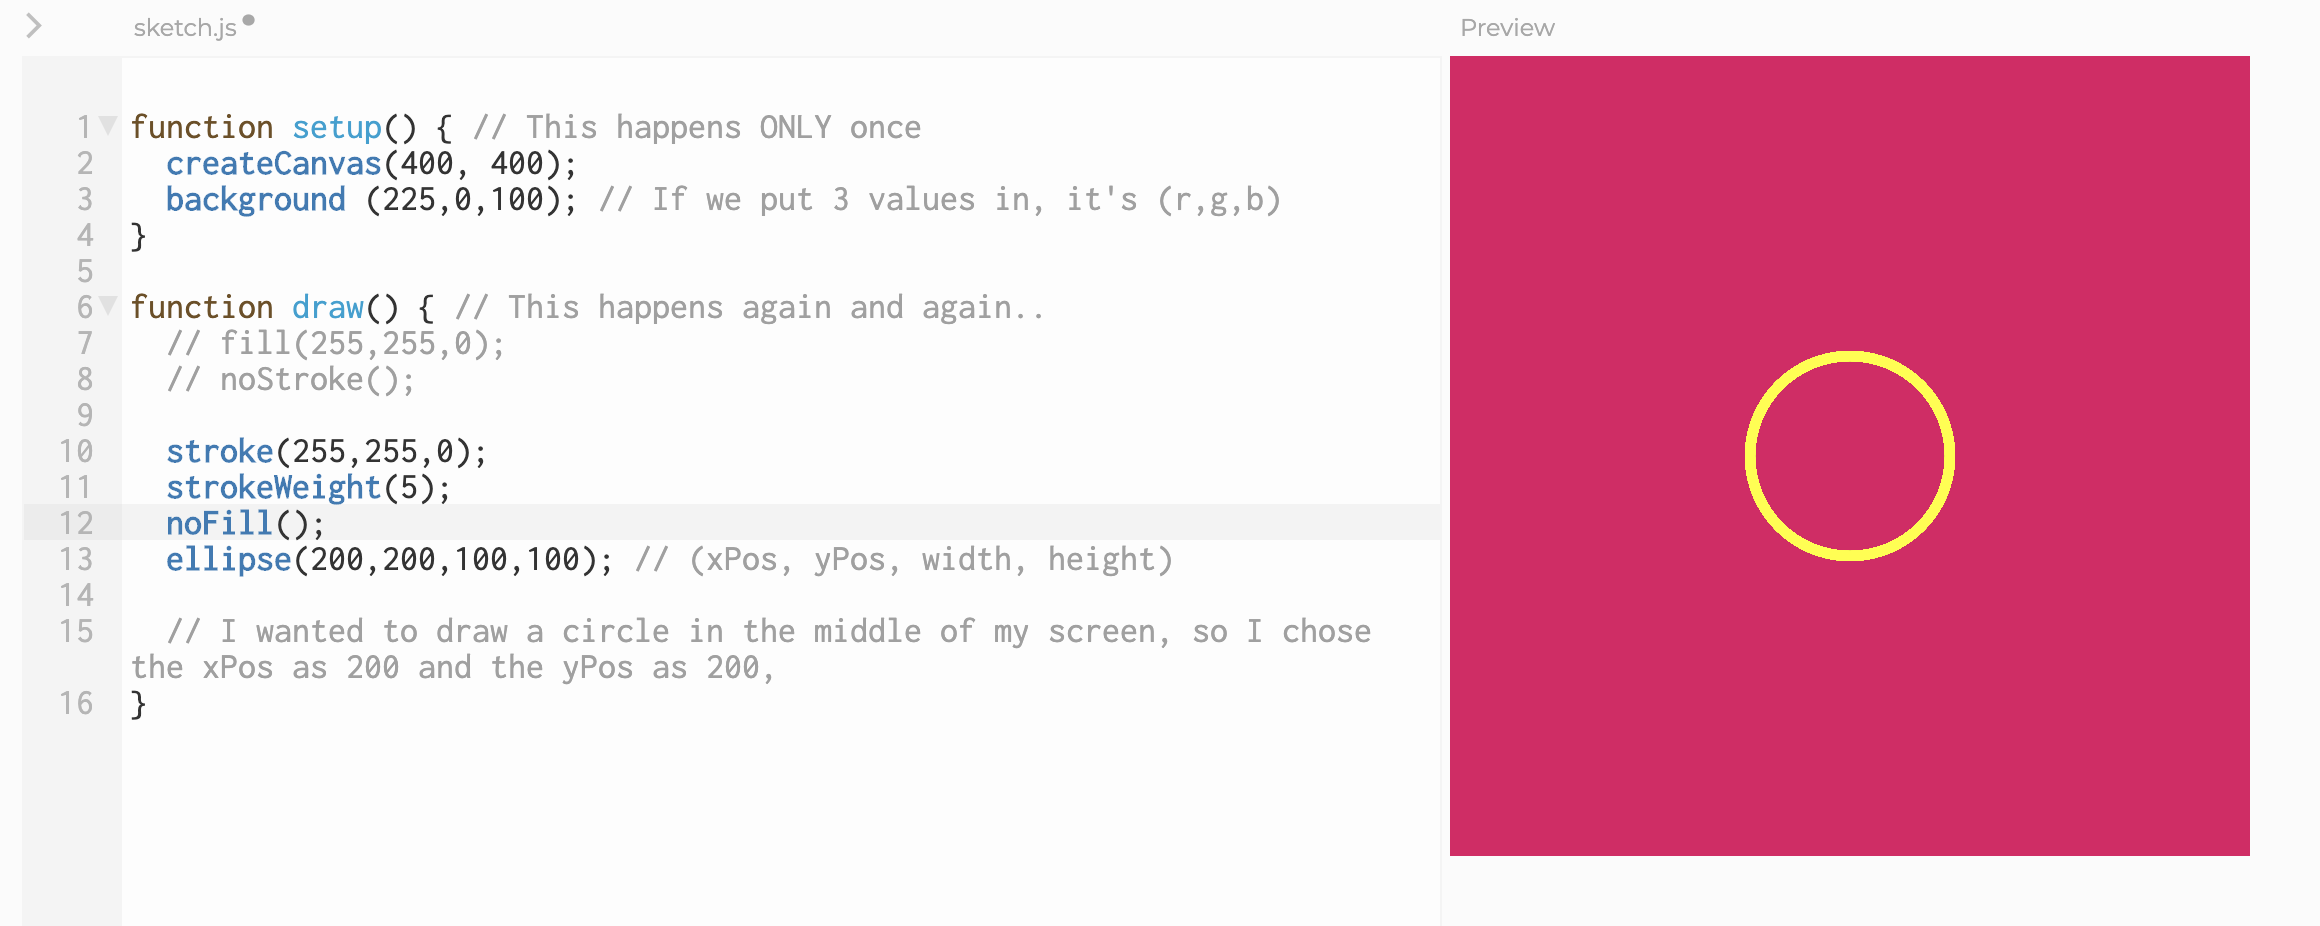 sketch.js
Preview
1 function setup() { // This happens ONLY once
2 createCanvas(400, 400);
3 background (225,0,100); // If we put 3 values in, it's (r,g,b)
4 }
5
6 function draw() { // This happens again and again..
7 // fill(255,255,0);
8 // noStroke();
9
10 stroke(255,255,0);
11 strokeWeight(5);
12 noFill();
13 ellipse(200,200,100,100); // (xPos, yPos, width, height)
14
15 // I wanted to draw a circle in the middle of my screen, so I chose
the xPos as 200 and the yPos as 200,
16 }